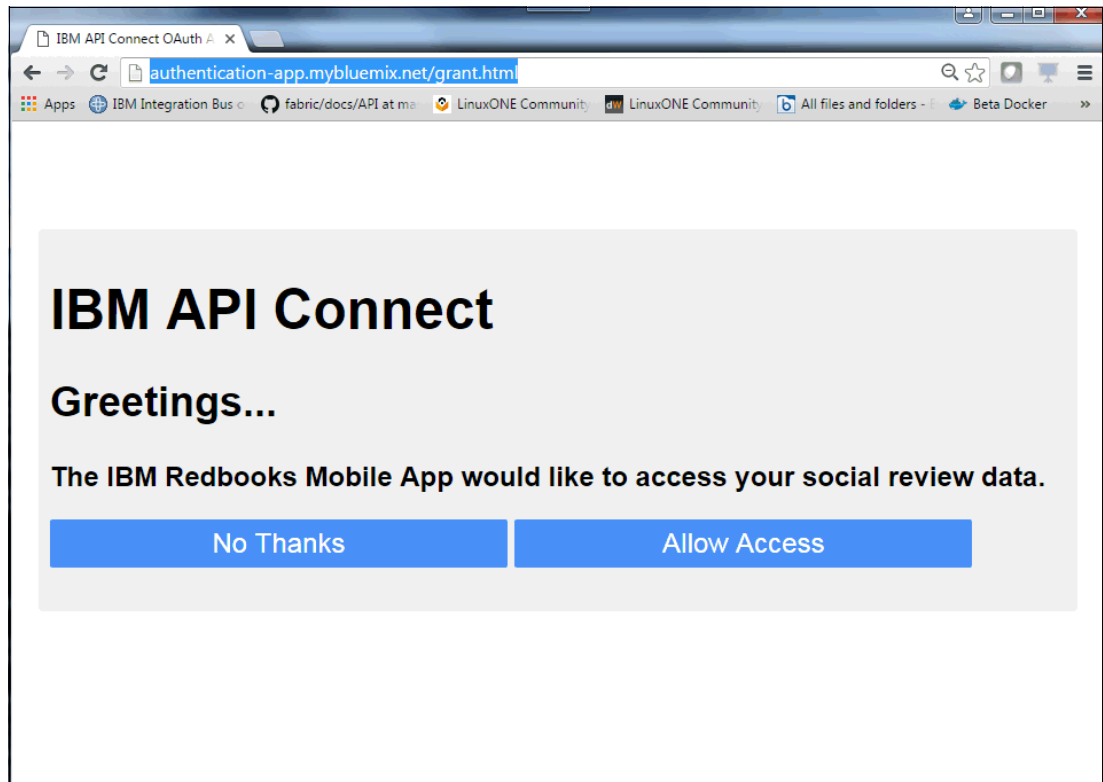 IBM API Connect OAuth A
authentication-app.mybluemix.net/grant.html
Apps IBM Integration Bus o fabric/docs/API at ma LinuxONE Community dW LinuxONE Community All files and folders - Beta Docker »
IBM API Connect
Greetings...
The IBM Redbooks Mobile App would like to access your social review data.
No Thanks Allow Access